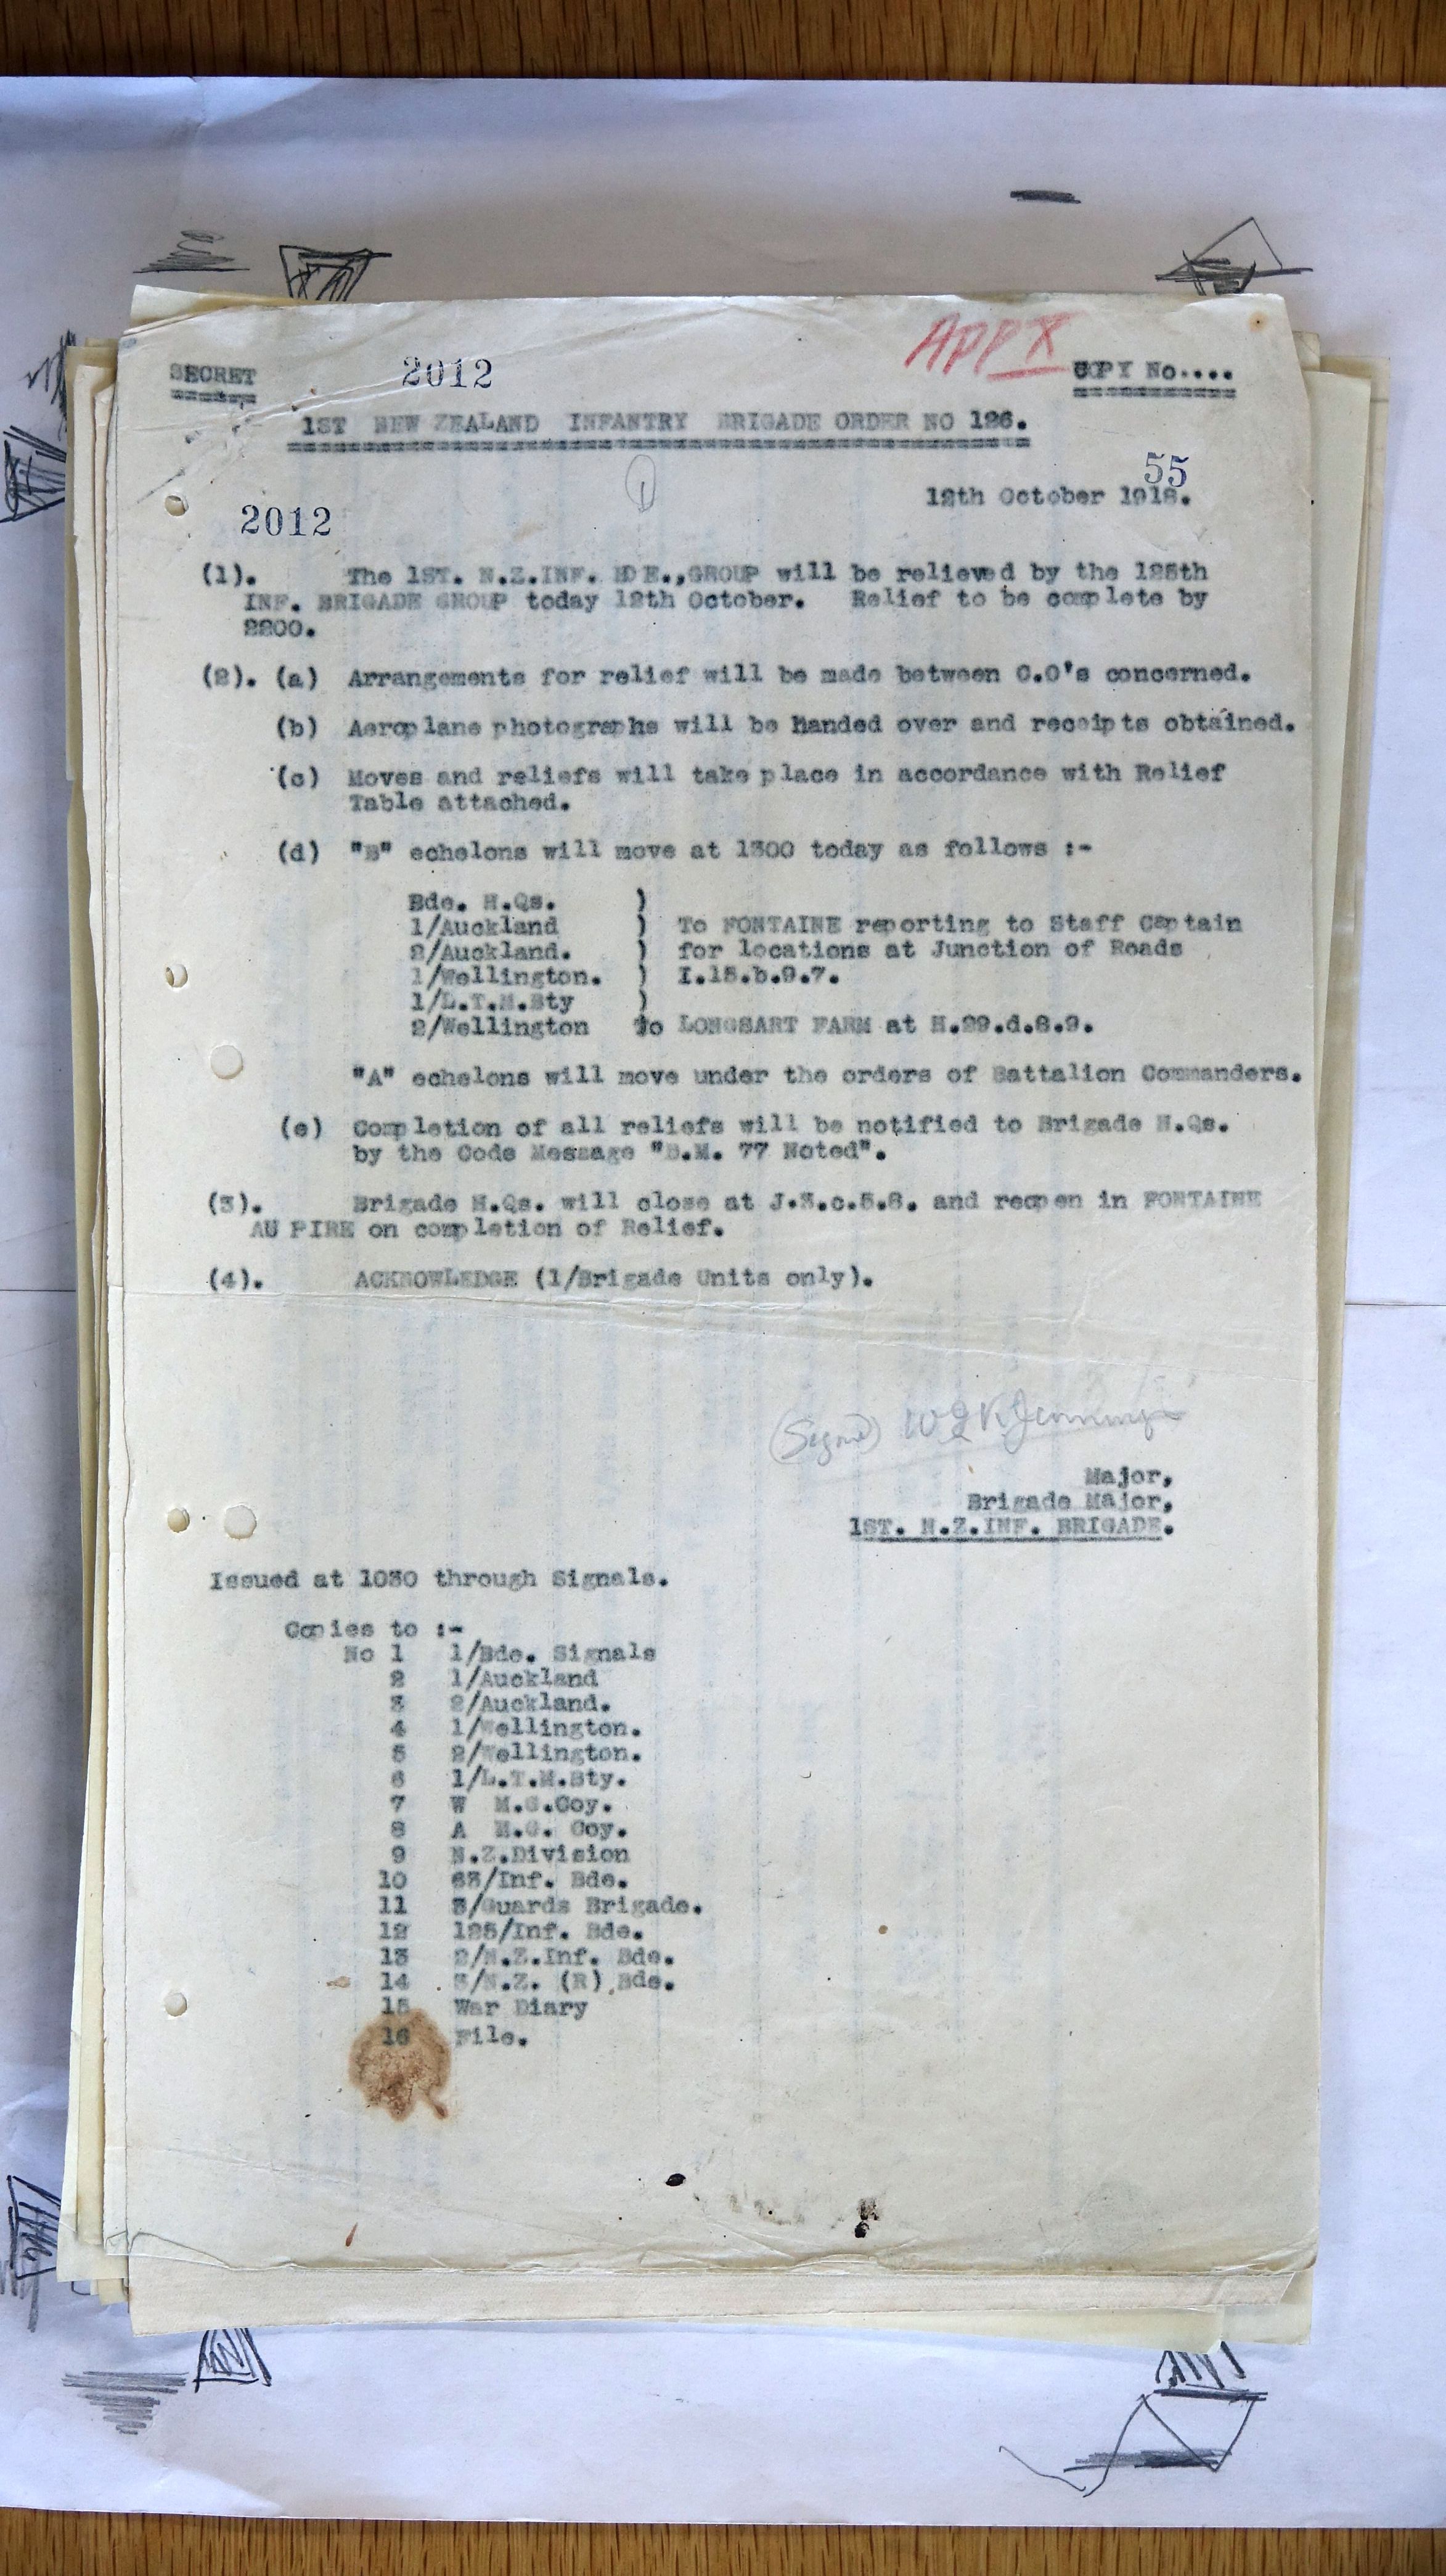 APP X
SECRET 2012 COPY No....
1ST NEW ZEALAND INFANTRY BRIGADE ORDER NO 126.
55
12th October 1918.
2012
(1). The 1ST. N.Z.INF. BDE.,GROUP will be relieved by the 125th
INF. BRIGADE GROUP today 12th October. Relief to be complete by
2200.
(2). (a) Arrangements for relief will be made between C.O's concerned.
(b) Aeroplane photographs will be handed over and receipts obtained.
(c) Moves and reliefs will take place in accordance with Relief
Table attached.
(d) "B" echelons will move at 1300 today as follows :-
Bde. H.Qs. )
1/Auckland ) To FONTAINE reporting to Staff Captain
2/Auckland. ) for locations at Junction of Roads
1/Wellington. ) I.15.b.9.7.
1/L.T.M.Bty )
2/Wellington To LONGSART FARM at H.29.d.8.9.
"A" echelons will move under the orders of Battalion Commanders.
(e) Completion of all reliefs will be notified to Brigade H.Qs.
by the Code Message "B.M. 77 Noted".
(3). Brigade H.Qs. will close at J.3.c.5.8. and reopen in FONTAINE
AU PIRE on completion of Relief.
(4). ACKNOWLEDGE (1/Brigade Units only).
(Signed) Jennings
Major,
Brigade Major,
1ST. N.Z.INF. BRIGADE.
Issued at 1030 through Signals.
Copies to :-
No 1 1/Bde. Signals
2 1/Auckland
3 2/Auckland.
4 1/Wellington.
5 2/Wellington.
6 1/L.T.M.Bty.
7 W M.G.Coy.
8 A M.G. Coy.
9 N.Z.Division
10 63/Inf. Bde.
11 3/Guards Brigade.
12 125/Inf. Bde.
13 2/N.Z.Inf. Bde.
14 3/N.Z. (R) Bde.
15 War Diary
16 File.